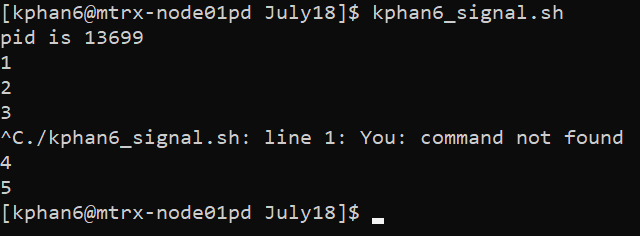 [kphan6@mtrx-node01pd July18]$ kphan6_signal.sh
pid is 13699
1
2
3
^C./kphan6_signal.sh: line 1: You: command not found
4
5
[kphan6@mtrx-node01pd July18]$